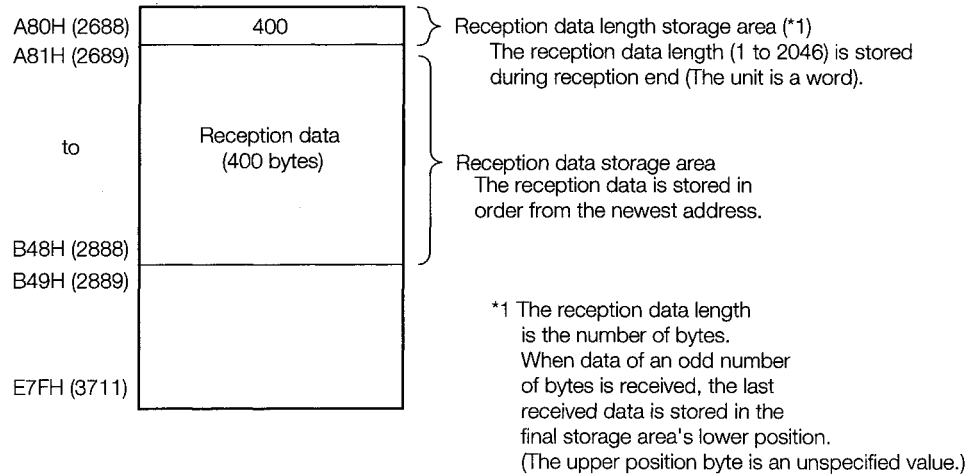 A80H (2688)
400
Reception data length storage area (*1)
The reception data length (1 to 2046) is stored
during reception end (The unit is a word).
A81H (2689)
to
Reception data
(400 bytes)
Reception data storage area
The reception data is stored in
order from the newest address.
B48H (2888)
B49H (2889)
E7FH (3711)
*1 The reception data length
is the number of bytes.
When data of an odd number
of bytes is received, the last
received data is stored in the
final storage area's lower position.
(The upper position byte is an unspecified value.)